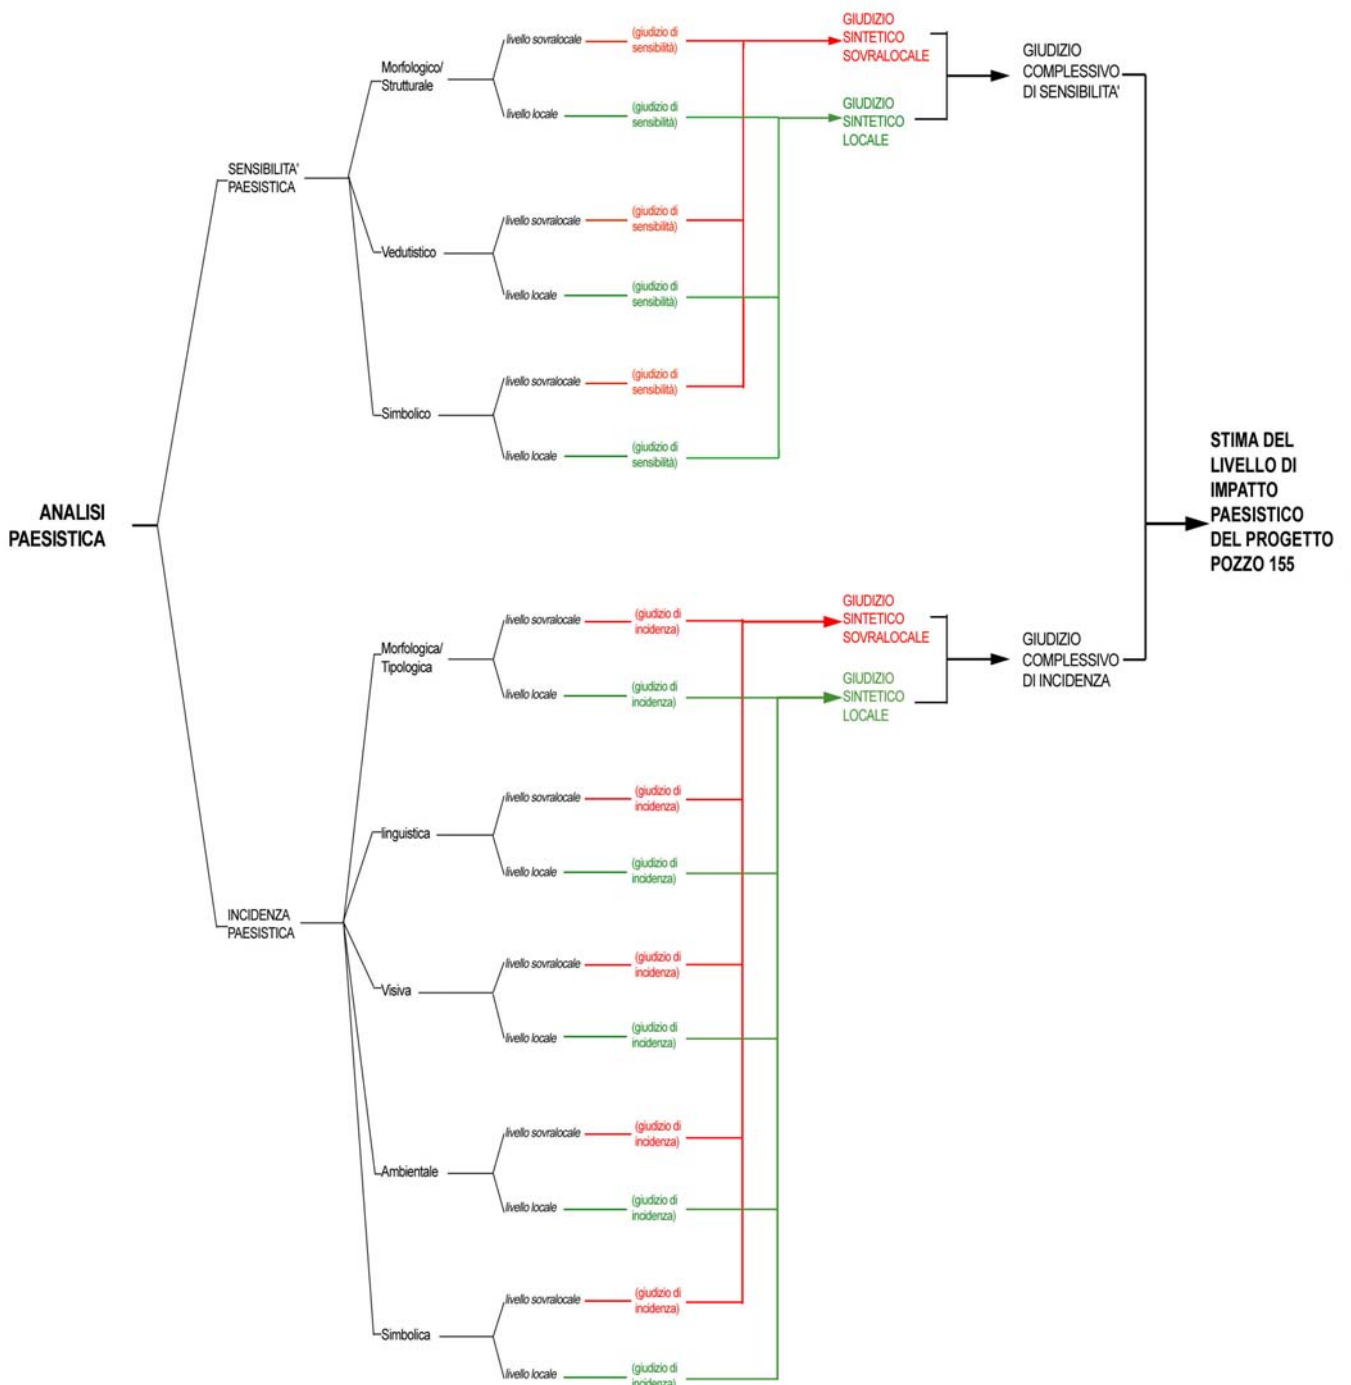 ANALISI
PAESISTICA
SENSIBILITA'
PAESISTICA
Morfologico/
Strutturale
livello sovralocale
(giudizio di
sensibilità)
livello locale
(giudizio di
sensibilità)
Vedutistico
livello sovralocale
(giudizio di
sensibilità)
livello locale
(giudizio di
sensibilità)
Simbolico
livello sovralocale
(giudizio di
sensibilità)
livello locale
(giudizio di
sensibilità)
GIUDIZIO
SINTETICO
SOVRALOCALE
GIUDIZIO
SINTETICO
LOCALE
GIUDIZIO
COMPLESSIVO
DI SENSIBILITA'
INCIDENZA
PAESISTICA
Morfologica/
Tipologica
livello sovralocale
(giudizio di
incidenza)
livello locale
(giudizio di
incidenza)
linguistica
livello sovralocale
(giudizio di
incidenza)
livello locale
(giudizio di
incidenza)
Visiva
livello sovralocale
(giudizio di
incidenza)
livello locale
(giudizio di
incidenza)
Ambientale
livello sovralocale
(giudizio di
incidenza)
livello locale
(giudizio di
incidenza)
Simbolica
livello sovralocale
(giudizio di
incidenza)
livello locale
(giudizio di
incidenza)
GIUDIZIO
SINTETICO
SOVRALOCALE
GIUDIZIO
SINTETICO
LOCALE
GIUDIZIO
COMPLESSIVO
DI INCIDENZA
STIMA DEL
LIVELLO DI
IMPATTO
PAESISTICO
DEL PROGETTO
POZZO 155